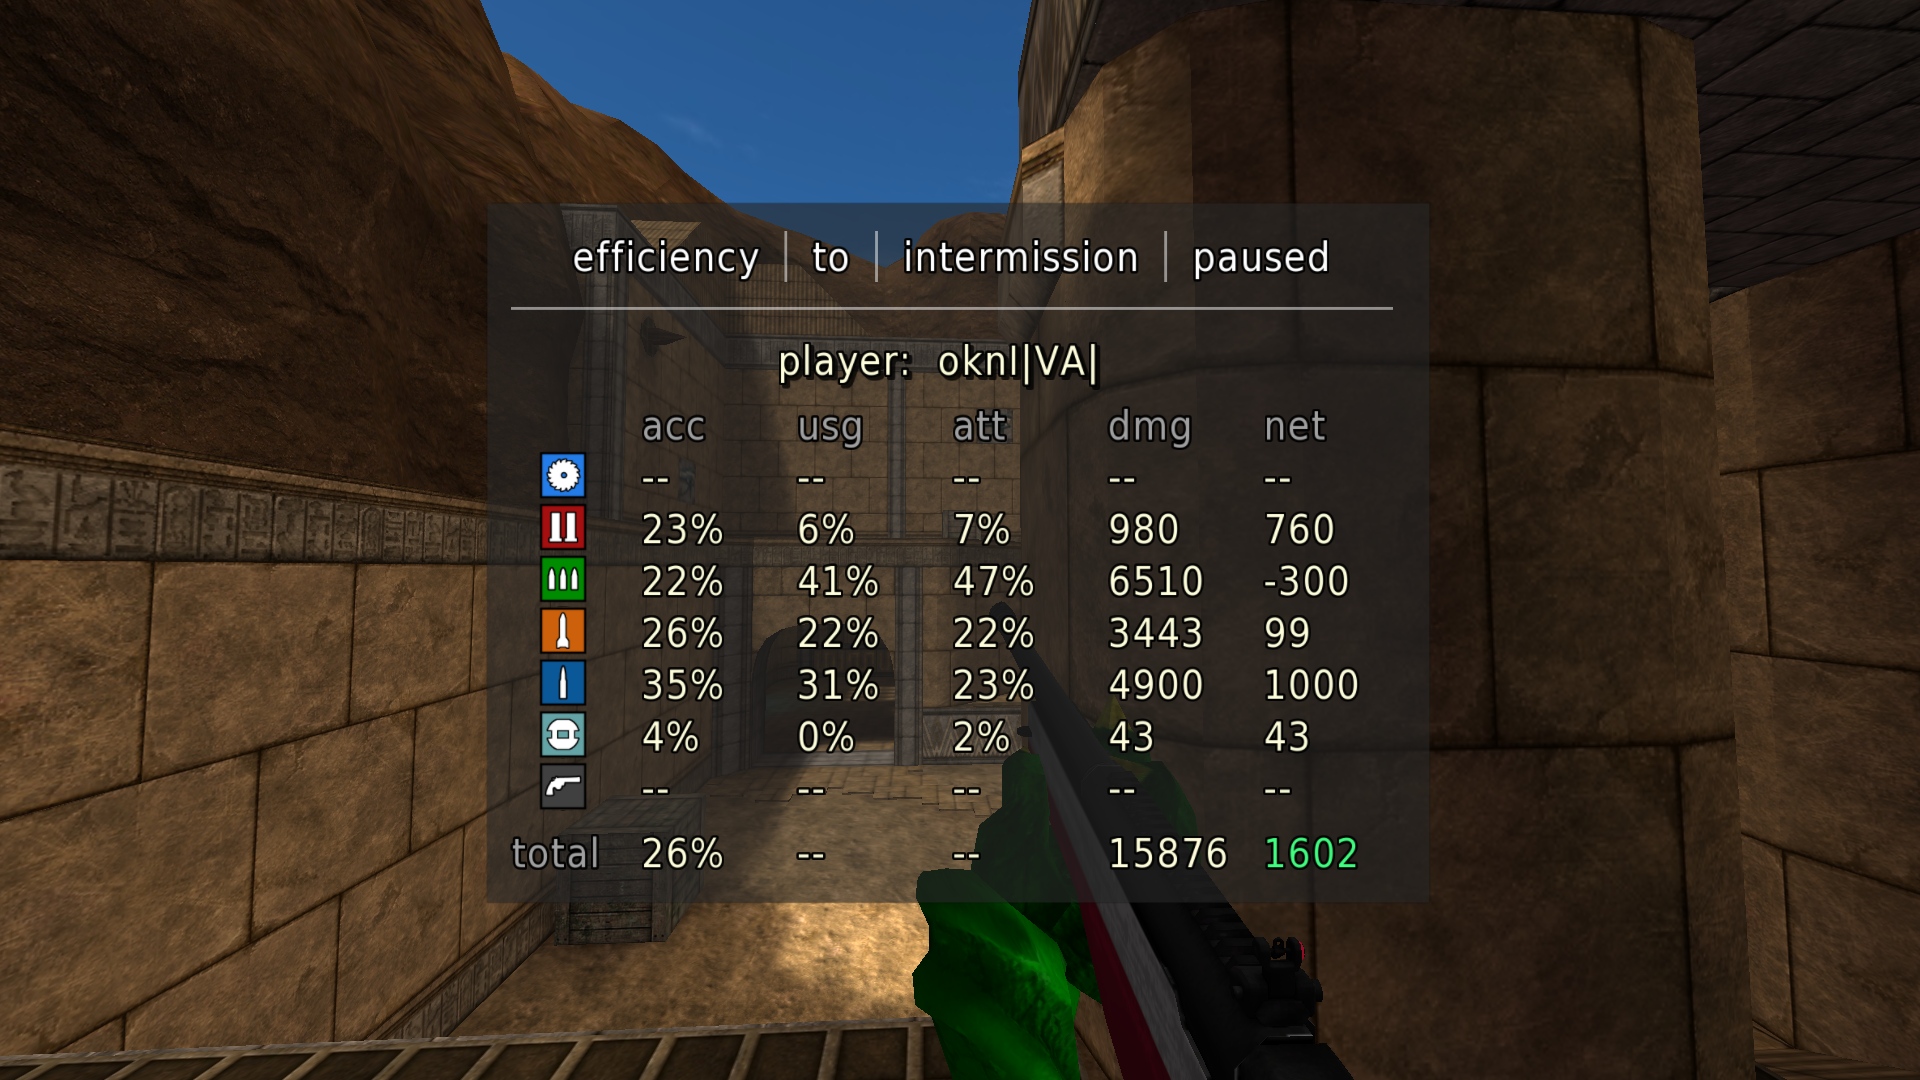 efficiency | to | intermission | paused
player: oknI|VA|
acc usg att dmg net
-- -- -- -- --
23% 6% 7% 980 760
22% 41% 47% 6510 -300
26% 22% 22% 3443 99
35% 31% 23% 4900 1000
4% 0% 2% 43 43
-- -- -- -- --
total 26% -- -- 15876 1602